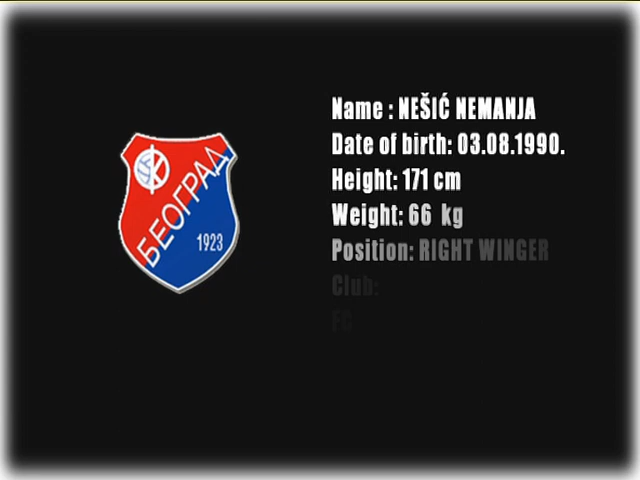 БЕОГРАД
1923
Name : NEŠIĆ NEMANJA
Date of birth: 03.08.1990.
Height: 171 cm
Weight: 66 kg
Position: RIGHT WINGER
Club:
FC